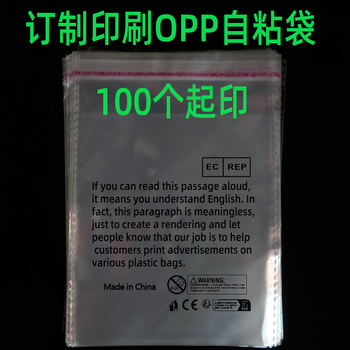 订制印刷OPP自粘袋
100个起印
EC REP
If you can read this passage aloud,
it means you understand English. In
fact, this paragraph is meaningless,
just to create a rendering and let
people know that our job is to help
customers print advertisements on
various plastic bags.
WARNING:
Made in China